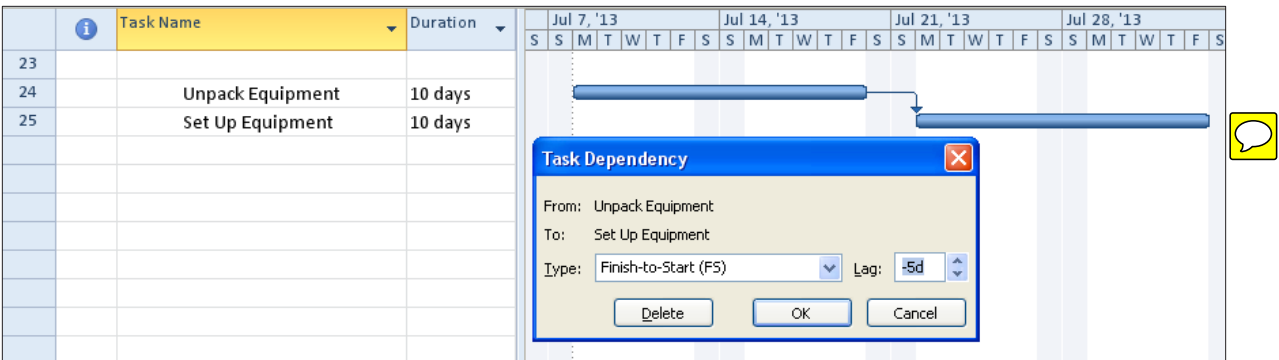 Task Name Duration Jul 7, '13 Jul 14, '13 Jul 21, '13 Jul 28, '13
S S M T W T F S S M T W T F S S M T W T F S S M T W T F S
23
24 Unpack Equipment 10 days
25 Set Up Equipment 10 days
Task Dependency
From: Unpack Equipment
To: Set Up Equipment
Type: Finish-to-Start (FS) Lag: -5d
Delete OK Cancel